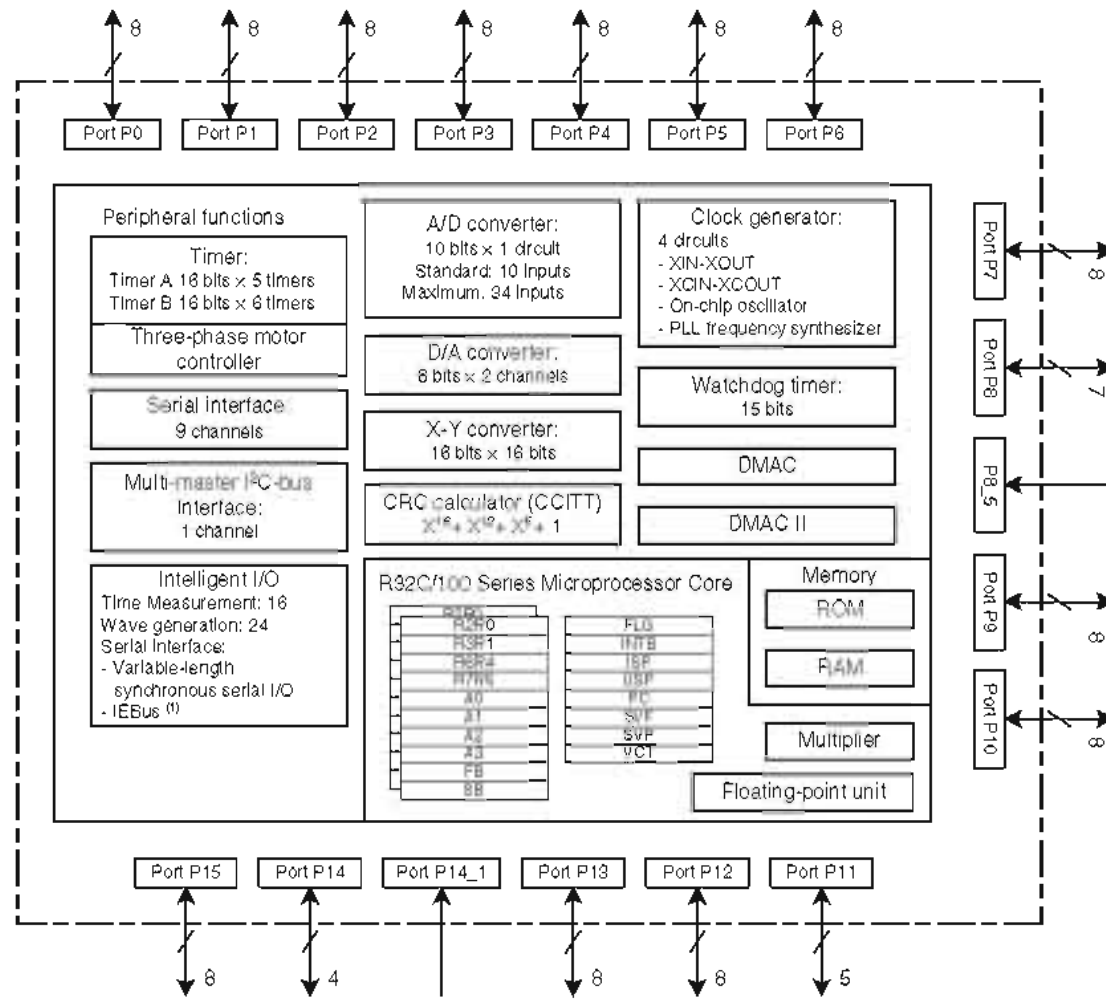 8 8 8 8 8 8 8
Port P0 Port P1 Port P2 Port P3 Port P4 Port P5 Port P6
Peripheral functions
Timer:
Timer A 16 bits × 5 timers
Timer B 16 bits × 6 timers
Three-phase motor
controller
Serial interface
9 channels
Multi-master I²C-bus
Interface:
1 channel
Intelligent I/O
Time Measurement: 16
Wave generation: 24
Serial Interface:
- Variable-length
synchronous serial I/O
- IEBus (1)
A/D converter:
10 bits × 1 circuit
Standard: 10 inputs
Maximum. 34 inputs
D/A converter:
8 bits × 2 channels
X-Y converter:
16 bits × 16 bits
CRC calculator (CCITT)
X¹⁶ + X¹² + X⁵ + 1
Clock generator:
4 circuits
- XIN-XOUT
- XCIN-XCOUT
- On-chip oscillator
- PLL frequency synthesizer
Watchdog timer:
15 bits
DMAC
DMAC II
R32C/100 Series Microprocessor Core
R2R0
R3R1
R6R4
R7R5
A0
A1
A2
A3
FB
SB
FLG
INTB
ISP
USP
PC
SVF
SVP
VCT
Memory
ROM
RAM
Multiplier
Floating-point unit
Port P7
8
Port P8
7
P8_5
Port P9
8
Port P10
8
Port P15 Port P14 Port P14_1 Port P13 Port P12 Port P11
8 4 8 8 5